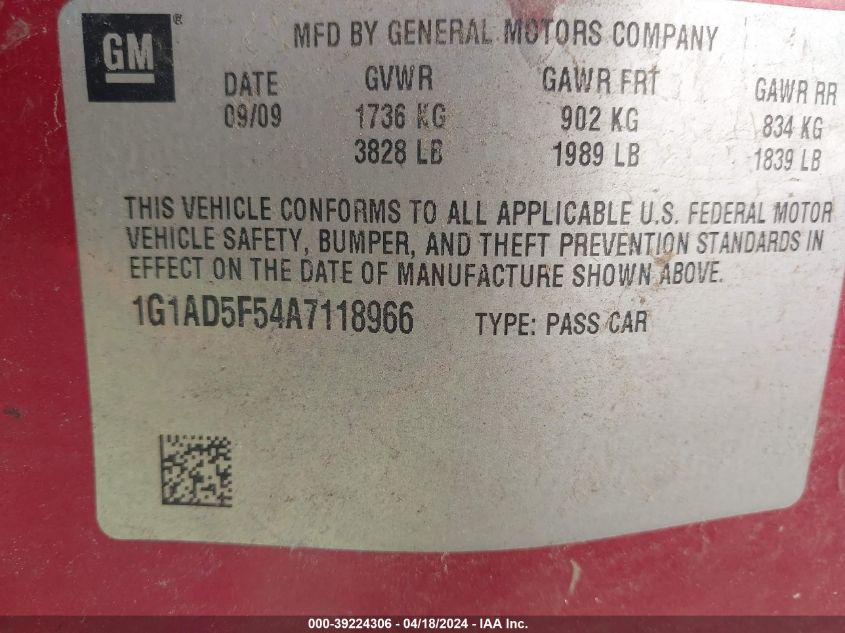 GM®
MFD BY GENERAL MOTORS COMPANY
DATE GVWR GAWR FRT GAWR RR
09/09 1736 KG 902 KG 834 KG
3828 LB 1989 LB 1839 LB
THIS VEHICLE CONFORMS TO ALL APPLICABLE U.S. FEDERAL MOTOR
VEHICLE SAFETY, BUMPER, AND THEFT PREVENTION STANDARDS IN
EFFECT ON THE DATE OF MANUFACTURE SHOWN ABOVE.
1G1AD5F54A7118966 TYPE: PASS CAR
000-39224306 - 04/18/2024 - IAA Inc.